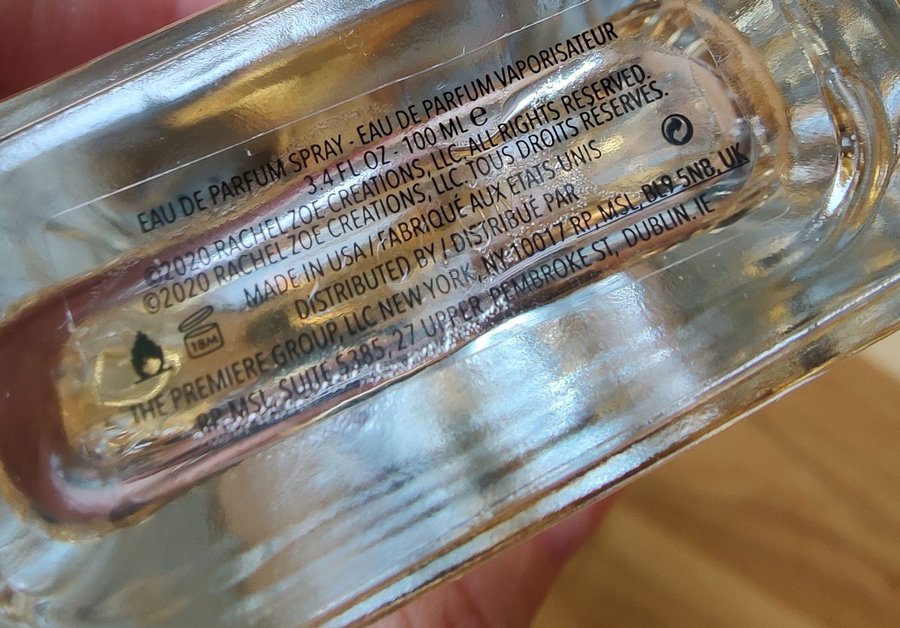 EAU DE PARFUM SPRAY - EAU DE PARFUM VAPORISATEUR
3.4 FL OZ - 100 ML ℮
©2020 RACHEL ZOE CREATIONS, LLC. ALL RIGHTS RESERVED.
©2020 RACHEL ZOE CREATIONS, LLC. TOUS DROITS RESERVÉS.
MADE IN USA / FABRIQUÉ AUX ETATS-UNIS
DISTRIBUTED BY / DISTRIBUÉ PAR
THE PREMIERE GROUP, LLC NEW YORK, NY 10017 RP, MSL, BL9 5NB, UK
RP, MSL, SUITE 5385, 27 UPPER PEMBROKE ST, DUBLIN. IE
18M